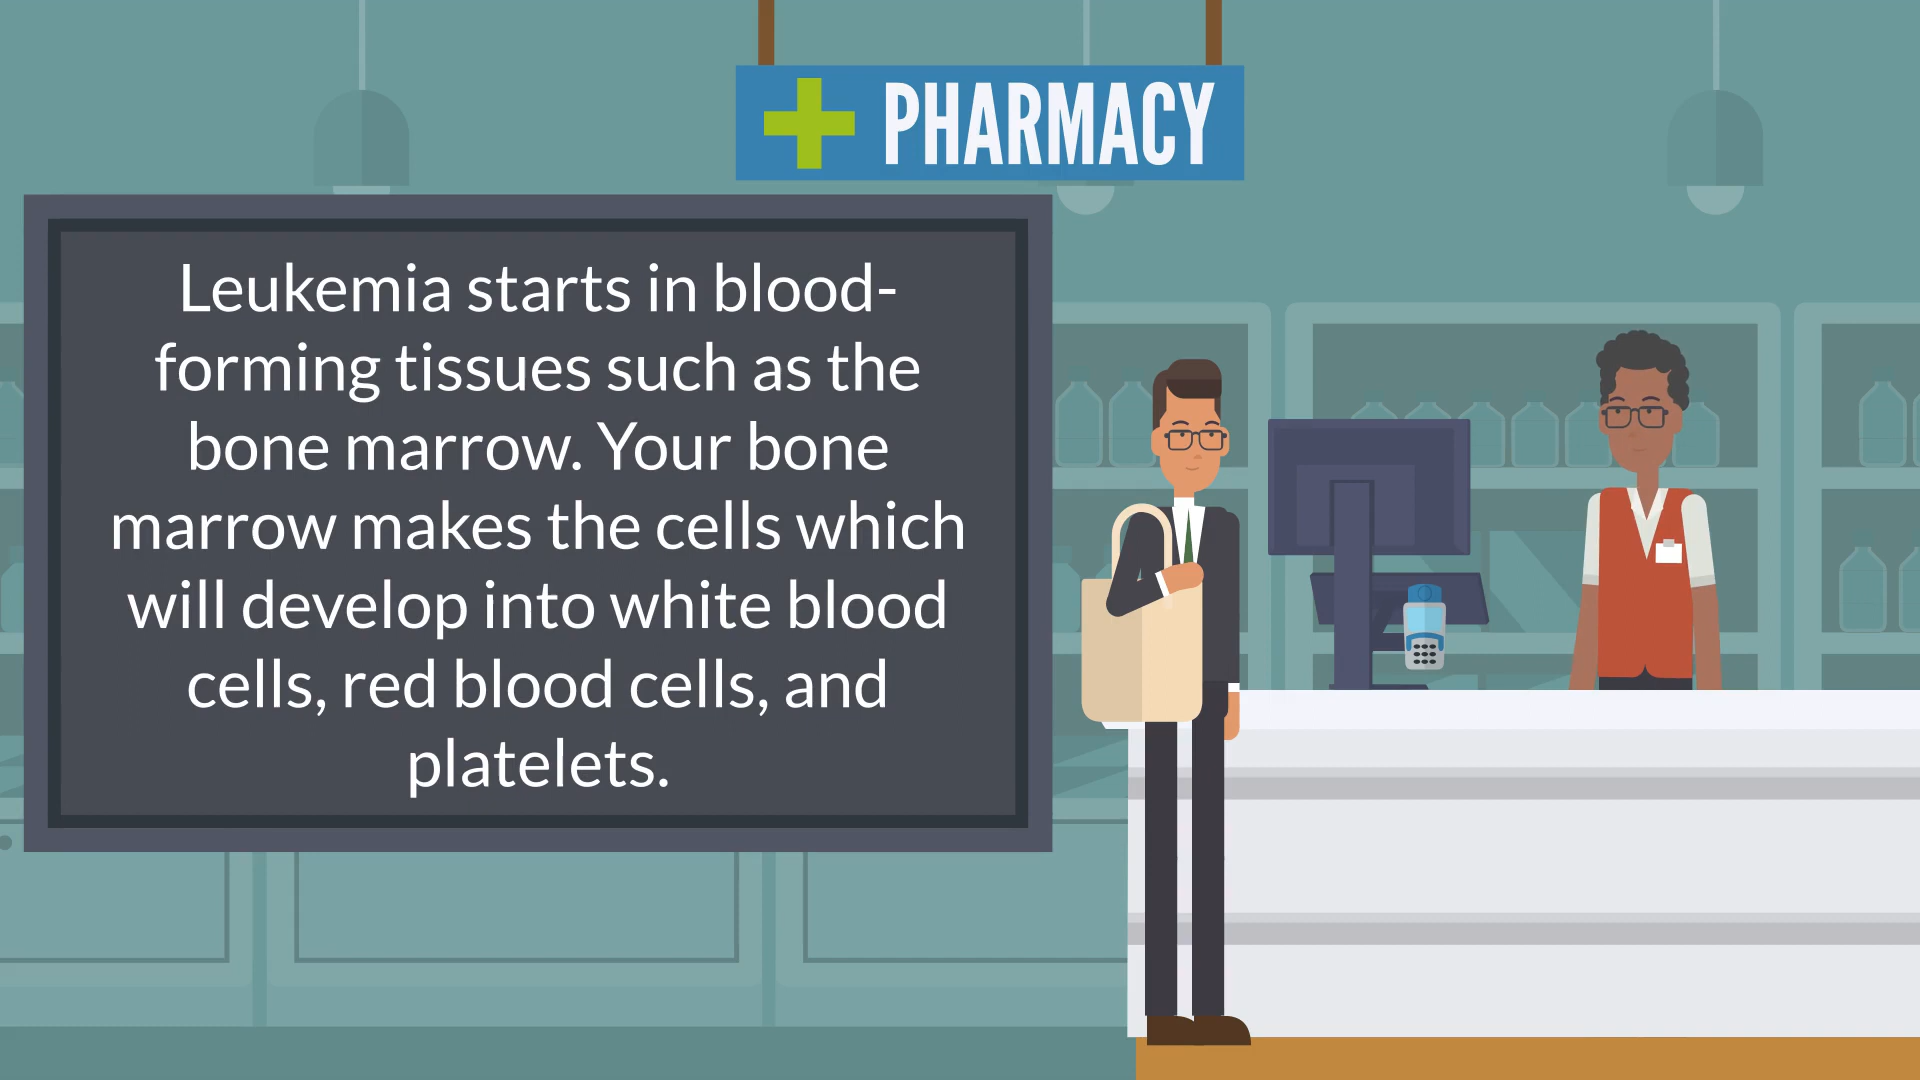 PHARMACY
Leukemia starts in blood-
forming tissues such as the
bone marrow. Your bone
marrow makes the cells which
will develop into white blood
cells, red blood cells, and
platelets.